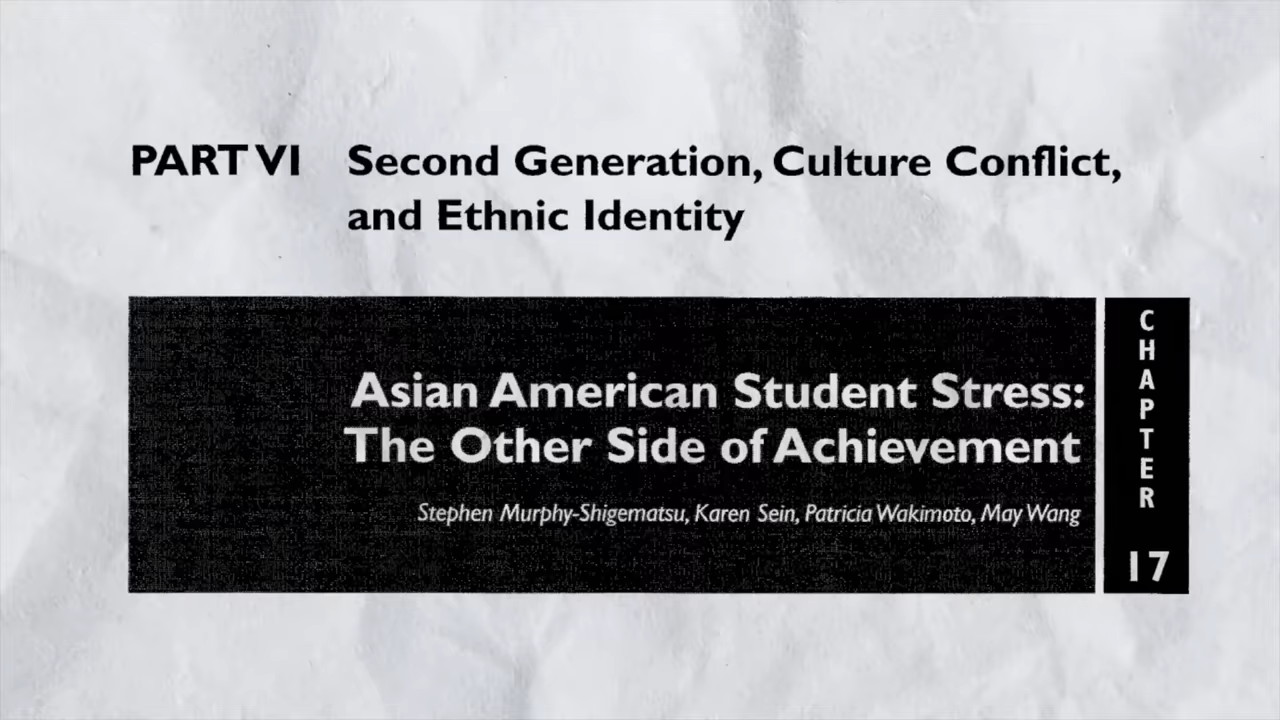 PART VI Second Generation, Culture Conflict,
and Ethnic Identity
Asian American Student Stress:
The Other Side of Achievement
Stephen Murphy-Shigematsu, Karen Sein, Patricia Wakimoto, May Wang
CHAPTER
17